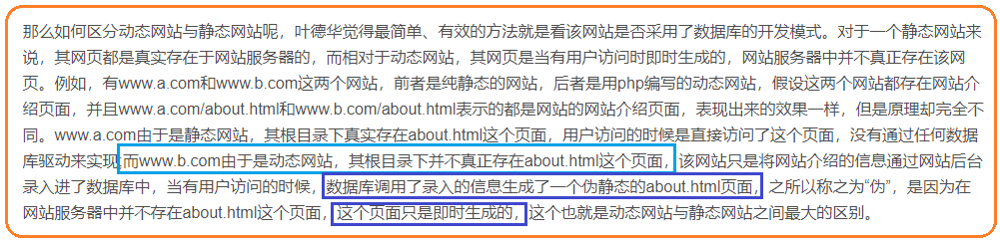 那么如何区分动态网站与静态网站呢，叶德华觉得最简单、有效的方法就是看该网站是否采用了数据库的开发模式。对于一个静态网站来
说，其网页都是真实存在于网站服务器的，而相对于动态网站，其网页是当有用户访问时即时生成的，网站服务器中并不真正存在该网
页。例如，有www.a.com和www.b.com这两个网站，前者是纯静态的网站，后者是用php编写的动态网站，假设这两个网站都存在网站介
绍页面，并且www.a.com/about.html和www.b.com/about.html表示的都是网站的网站介绍页面，表现出来的效果一样，但是原理却完全不
同。www.a.com由于是静态网站，其根目录下真实存在about.html这个页面，用户访问的时候是直接访问了这个页面，没有通过任何数据
库驱动来实现;而www.b.com由于是动态网站，其根目录下并不真正存在about.html这个页面，该网站只是将网站介绍的信息通过网站后台
录入进了数据库中，当有用户访问的时候，数据库调用了录入的信息生成了一个伪静态的about.html页面，之所以称之为“伪”，是因为在
网站服务器中并不存在about.html这个页面，这个页面只是即时生成的，这个也就是动态网站与静态网站之间最大的区别。